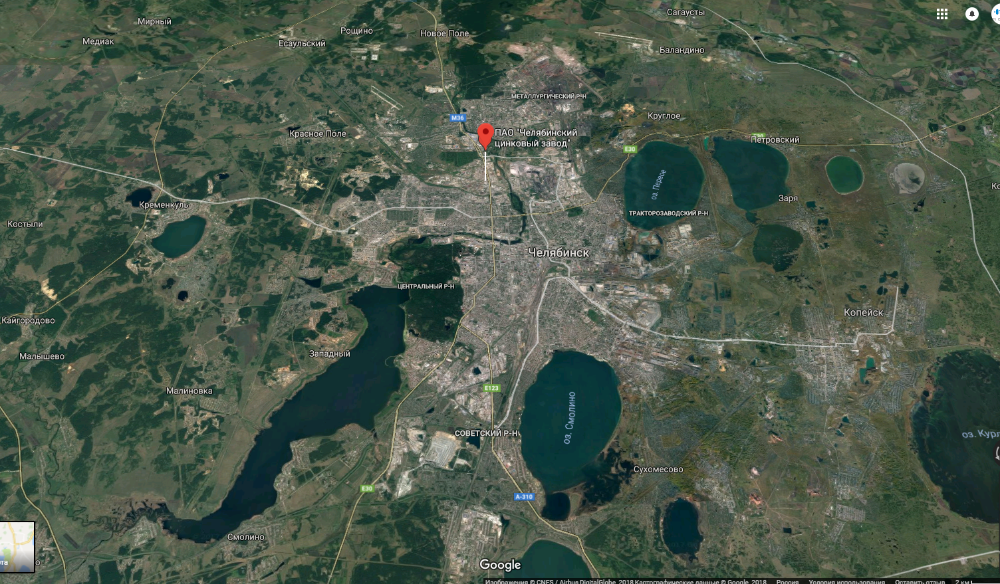 Сагаусты
Мирный
Рощино
Новое Поле
Медиак
Есаульский
Баландино
МЕТАЛЛУРГИЧЕСКИЙ Р-Н
Круглое
M36
Красное Поле
ПАО "Челябинский
цинковый завод"
E30
E30
Петровский
оз. Первое
Заря
Кременкуль
ТРАКТОРОЗАВОДСКИЙ Р-Н
Костыли
Челябинск
ЦЕНТРАЛЬНЫЙ Р-Н
Копейск
Кайгородово
Западный
Малышево
Малиновка
E123
оз. Смолино
СОВЕТСКИЙ Р-Н
оз. Курл
Сухомесово
E30
A-310
Смолино
Google
Изображения © CNES / Airbus,DigitalGlobe, 2018 Картографические данные © Google, 2018 Россия Условия использования Оставить отзыв 2 км